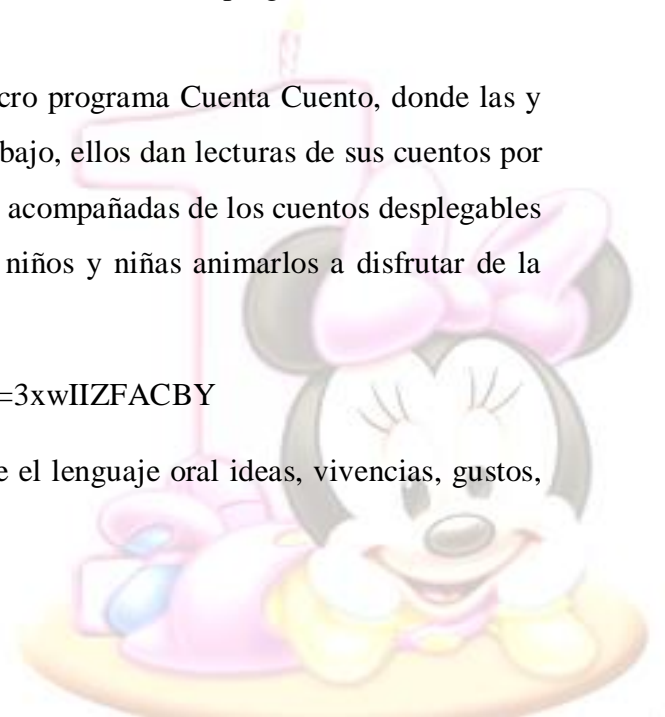 cro programa Cuenta Cuento, donde las y
bajo, ellos dan lecturas de sus cuentos por
acompañadas de los cuentos desplegables
niños y niñas animarlos a disfrutar de la
=3xwIIZFACBY
e el lenguaje oral ideas, vivencias, gustos,